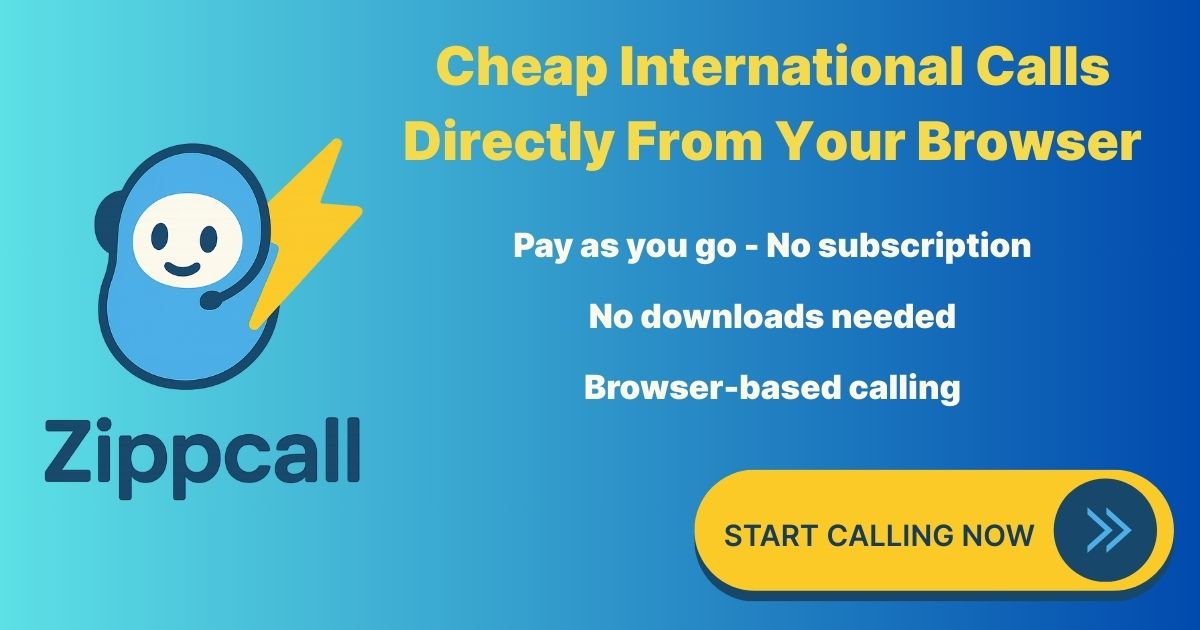 Cheap International Calls
Directly From Your Browser
Pay as you go - No subscription
No downloads needed
Browser-based calling
Zippcall
START CALLING NOW